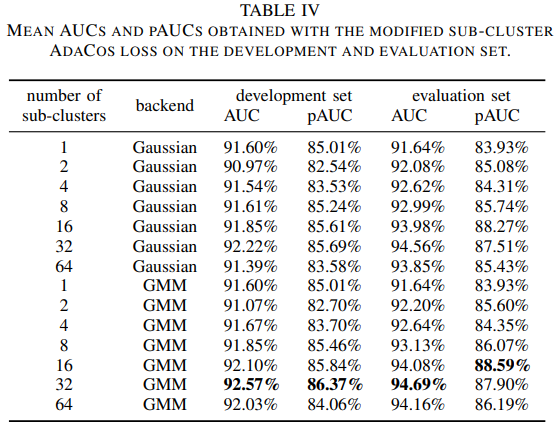 TABLE IV
MEAN AUCS AND PAUCS OBTAINED WITH THE MODIFIED SUB-CLUSTER
ADACOS LOSS ON THE DEVELOPMENT AND EVALUATION SET.
number of sub-clusters backend development set evaluation set
AUC pAUC AUC pAUC
1 Gaussian 91.60% 85.01% 91.64% 83.93%
2 Gaussian 90.97% 82.54% 92.08% 85.08%
4 Gaussian 91.54% 83.53% 92.62% 84.31%
8 Gaussian 91.61% 85.24% 92.99% 85.74%
16 Gaussian 91.85% 85.61% 93.98% 88.27%
32 Gaussian 92.22% 85.69% 94.56% 87.51%
64 Gaussian 91.39% 83.58% 93.85% 85.43%
1 GMM 91.60% 85.01% 91.64% 83.93%
2 GMM 91.07% 82.70% 92.20% 85.60%
4 GMM 91.67% 83.70% 92.64% 84.35%
8 GMM 91.85% 85.46% 93.13% 86.07%
16 GMM 92.10% 85.84% 94.08% 88.59%
32 GMM 92.57% 86.37% 94.69% 87.90%
64 GMM 92.03% 84.06% 94.16% 86.19%